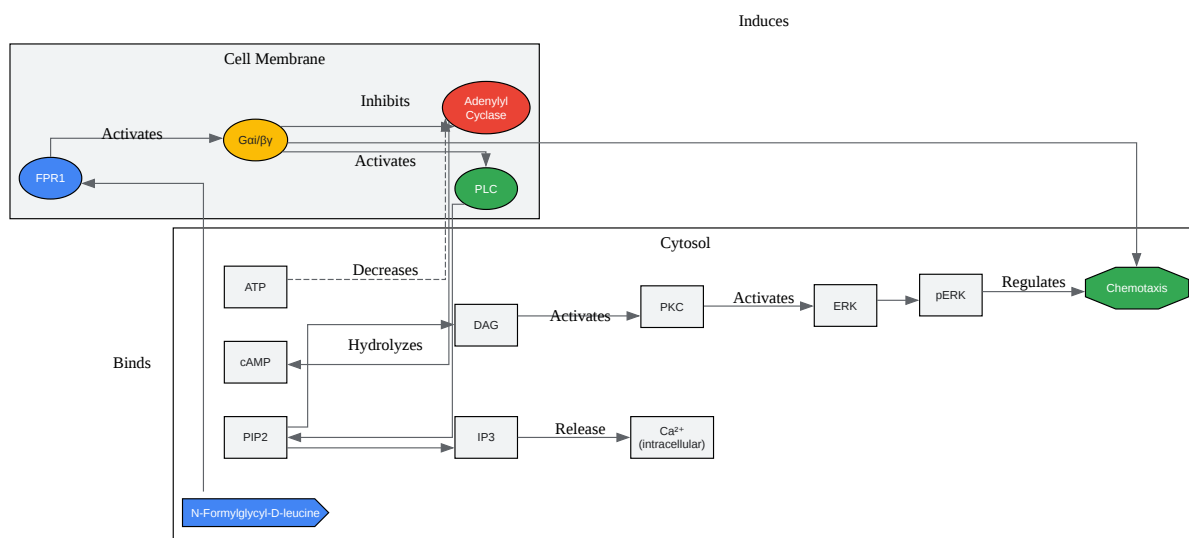 Induces
Cell Membrane
Inhibits
Adenylyl
Cyclase
Activates
Gαi/βγ
Activates
FPR1
PLC
Cytosol
ATP
Decreases
DAG
Activates
PKC
Activates
ERK
pERK
Regulates
Chemotaxis
Hydrolyzes
cAMP
Binds
PIP2
IP3
Release
Ca²⁺
(intracellular)
N-Formylglycyl-D-leucine